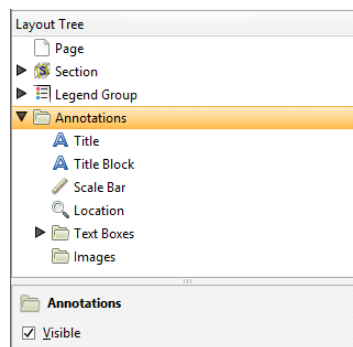 Layout Tree
Page
Section
Legend Group
Annotations
Title
Title Block
Scale Bar
Location
Text Boxes
Images
Annotations
Visible